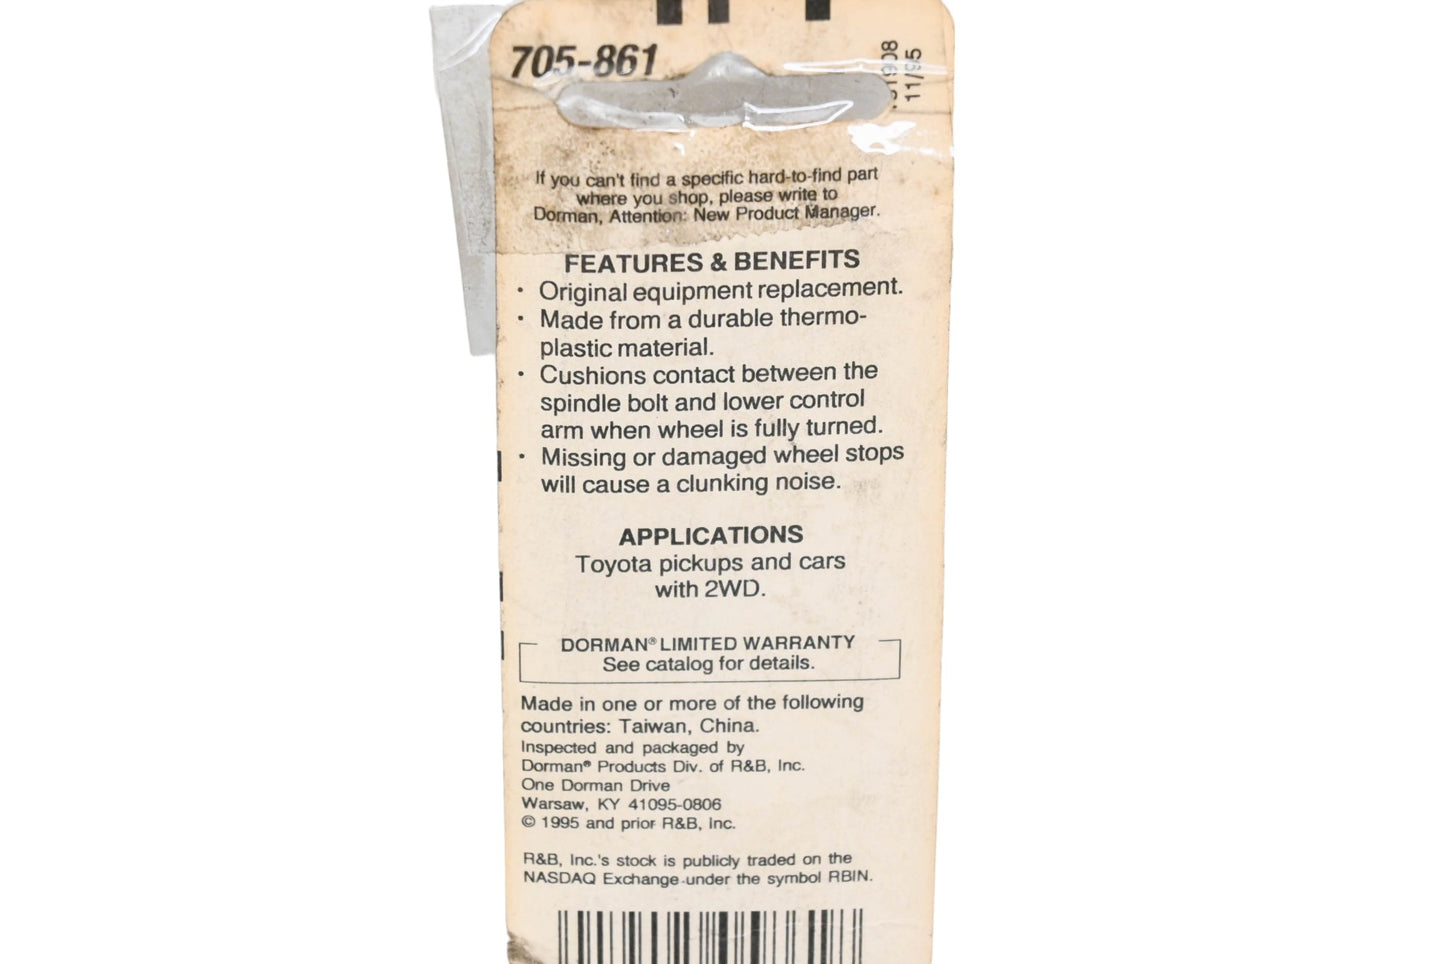 705-861
11/95
If you can't find a specific hard-to-find part
where you shop, please write to
Dorman, Attention: New Product Manager.
FEATURES & BENEFITS
· Original equipment replacement.
· Made from a durable thermo-
plastic material.
· Cushions contact between the
spindle bolt and lower control
arm when wheel is fully turned.
· Missing or damaged wheel stops
will cause a clunking noise.
APPLICATIONS
Toyota pickups and cars
with 2WD.
DORMAN® LIMITED WARRANTY
See catalog for details.
Made in one or more of the following
countries: Taiwan, China.
Inspected and packaged by
Dorman® Products Div. of R&B, Inc.
One Dorman Drive
Warsaw, KY 41095-0806
© 1995 and prior R&B, Inc.
R&B, Inc.'s stock is publicly traded on the
NASDAQ Exchange under the symbol RBIN.